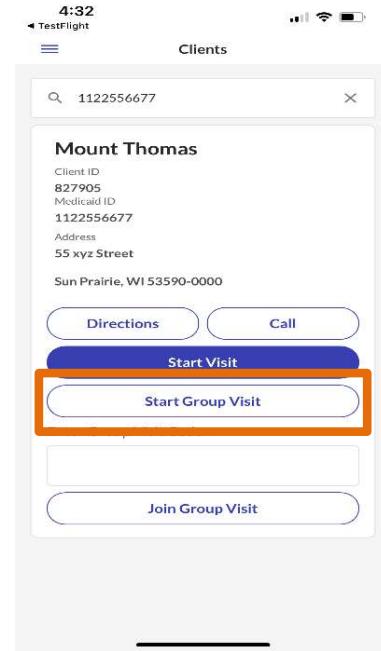 4:32
◄ TestFlight
Clients
1122556677
Mount Thomas
Client ID
827905
Medicaid ID
1122556677
Address
55 xyz Street
Sun Prairie, WI 53590-0000
Directions Call
Start Visit
Start Group Visit
Join Group Visit